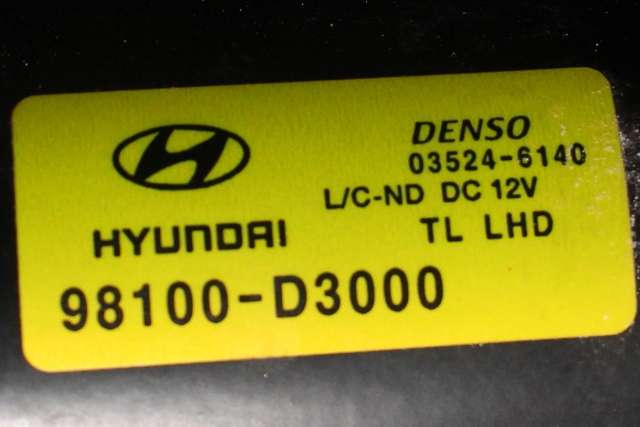 DENSO
03524-6140
L/C-ND DC 12V
HYUNDAI
TL LHD
98100-D3000